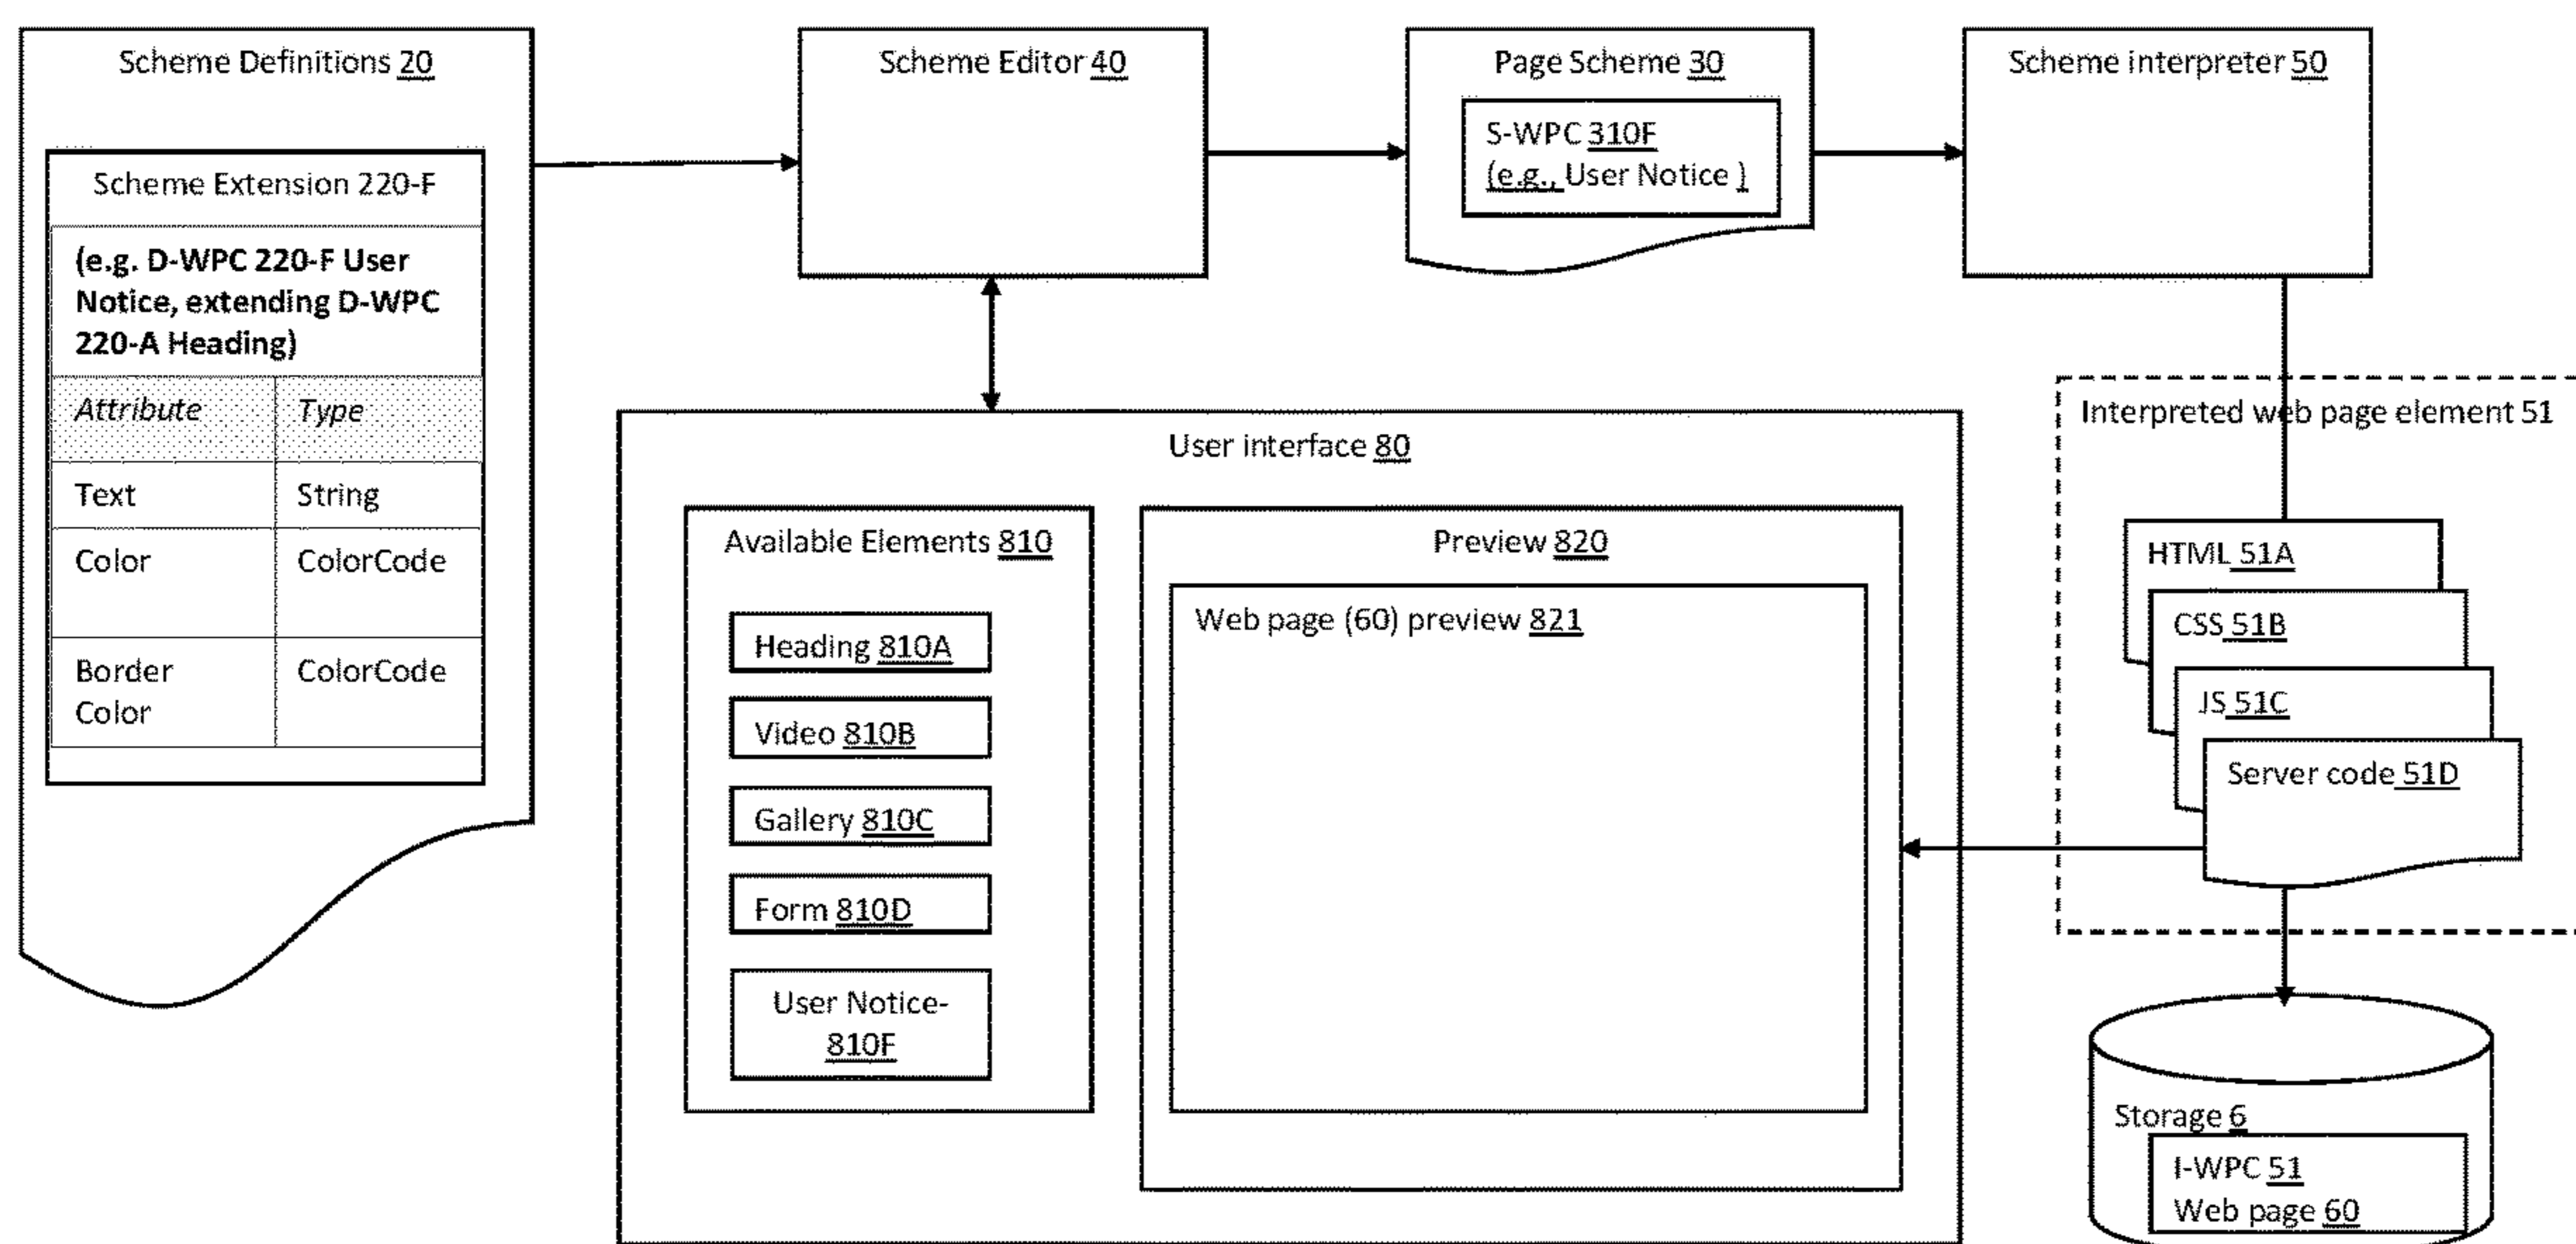 Scheme Definitions 20
Scheme Extension 220-F
(e.g. D-WPC 220-F User
Notice, extending D-WPC
220-A Heading)
Attribute Type
Text String
Color ColorCode
Border ColorCode
Color
Scheme Editor 40
Page Scheme 30
S-WPC 310F
(e.g., User Notice )
Scheme interpreter 50
User interface 80
Available Elements 810
Heading 810A
Video 810B
Gallery 810C
Form 810D
User Notice-
810F
Preview 820
Web page (60) preview 821
Interpreted web page element 51
HTML 51A
CSS 51B
JS 51C
Server code 51D
Storage 6
I-WPC 51
Web page 60